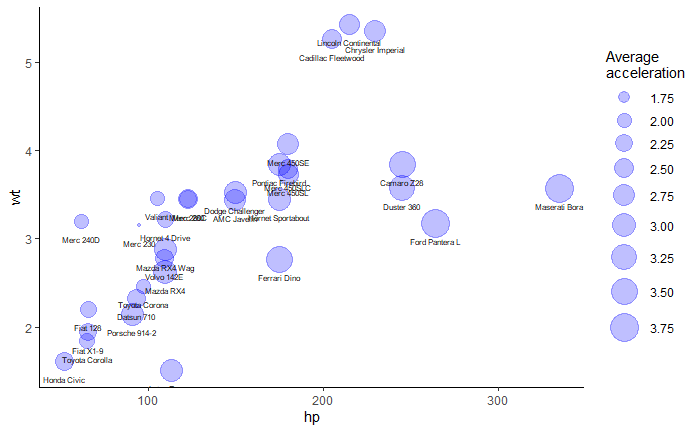 Average
acceleration
1.75
2.00
2.25
2.50
2.75
3.00
3.25
3.50
3.75
wt
5
4
3
2
Lincoln Continental
Chrysler Imperial
Cadillac Fleetwood
Merc 450SE
Pontiac Firebird
Merc 450SLC
Merc 450SL
Camaro Z28
Duster 360
Maserati Bora
Dodge Challenger
AMC Javelin
Hornet Sportabout
Valiant
Merc 280C
Merc 240D
Merc 230
Hornet 4 Drive
Ford Pantera L
Mazda RX4 Wag
Volvo 142E
Ferrari Dino
Mazda RX4
Toyota Corona
Datsun 710
Fiat 128
Porsche 914-2
Fiat X1-9
Toyota Corolla
Honda Civic
100
200
300
hp